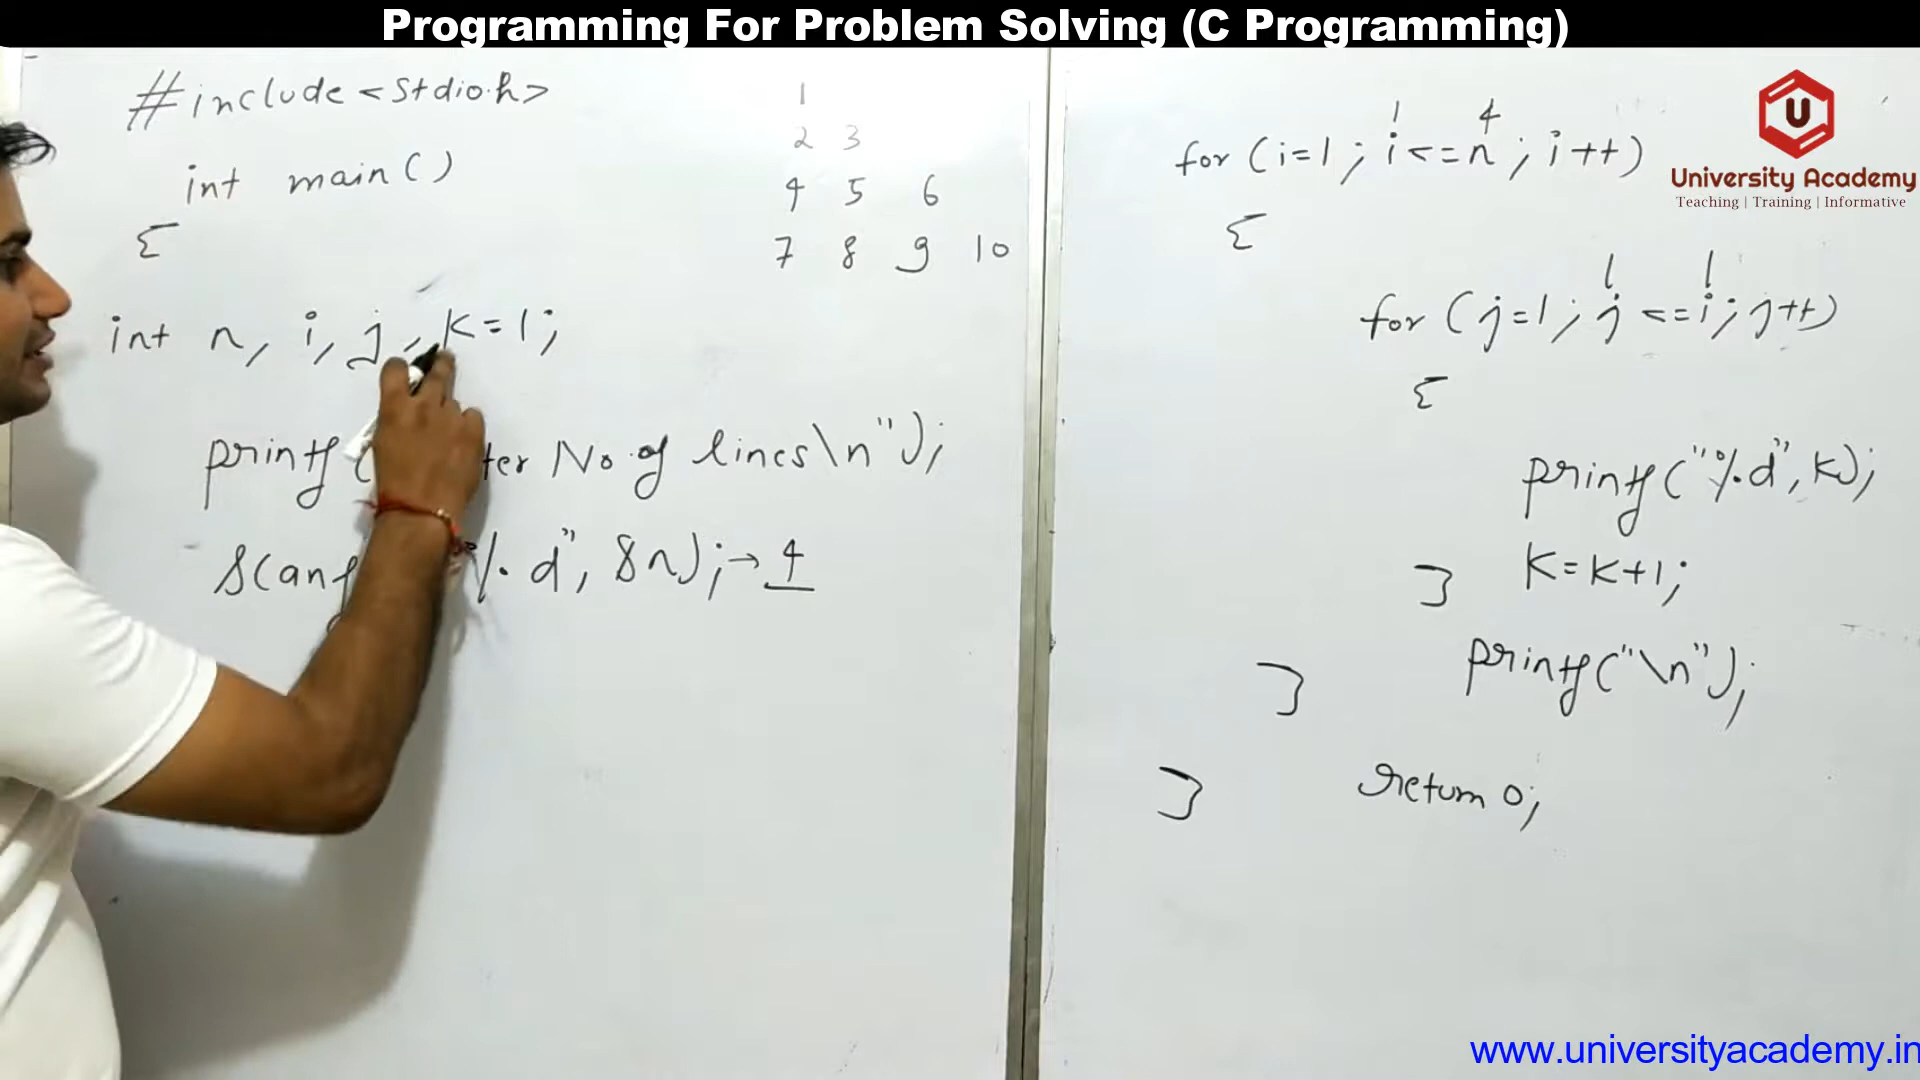 Programming For Problem Solving (C Programming)
#include <stdio.h>
int main()
{
int n, i, j, k=1;
printf( ter No of lines\n");
scanf %d", &n); → 4
1
2 3
4 5 6
7 8 9 10
1 4
for (i=1; i<=n; i++)
{
1 1
for (j=1; j<=i; j++)
{
printf("%d", k);
k=k+1;
}
printf("\n");
}
return 0;
}
U
University Academy
Teaching | Training | Informative
www.universityacademy.in